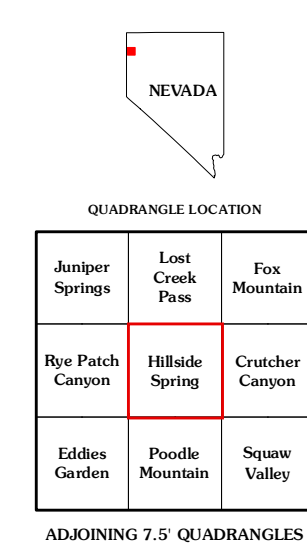 NEVADA
QUADRANGLE LOCATION
Juniper
Springs
Lost
Creek
Pass
Fox
Mountain
Rye Patch
Canyon
Hillside
Spring
Crutcher
Canyon
Eddies
Garden
Poodle
Mountain
Squaw
Valley
ADJOINING 7.5' QUADRANGLES